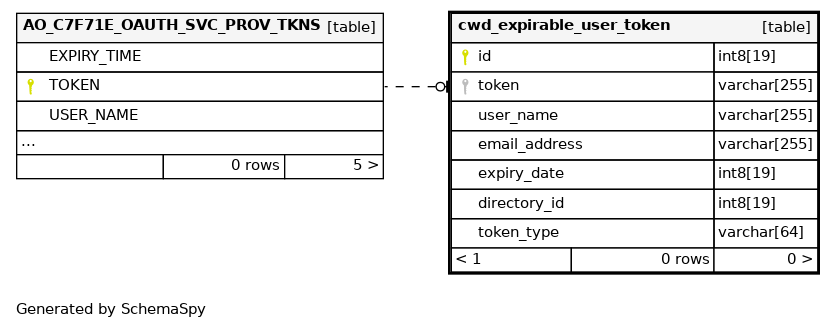 AO_C7F71E_OAUTH_SVC_PROV_TKNS [table]
EXPIRY_TIME
TOKEN
USER_NAME
...
0 rows 5 >
cwd_expirable_user_token [table]
id int8[19]
token varchar[255]
user_name varchar[255]
email_address varchar[255]
expiry_date int8[19]
directory_id int8[19]
token_type varchar[64]
< 1 0 rows 0 >
Generated by SchemaSpy